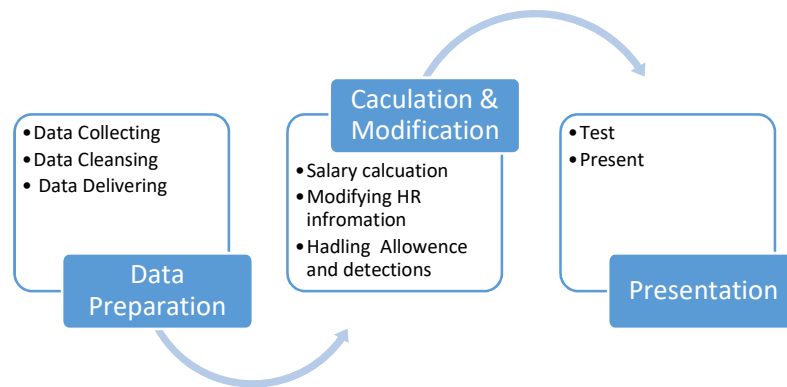 •Data Collecting
•Data Cleansing
• Data Delivering
Data
Preparation
Caculation &
Modification
•Salary calcuation
•Modifying HR
infromation
•Hadling Allowence
and detections
•Test
•Present
Presentation